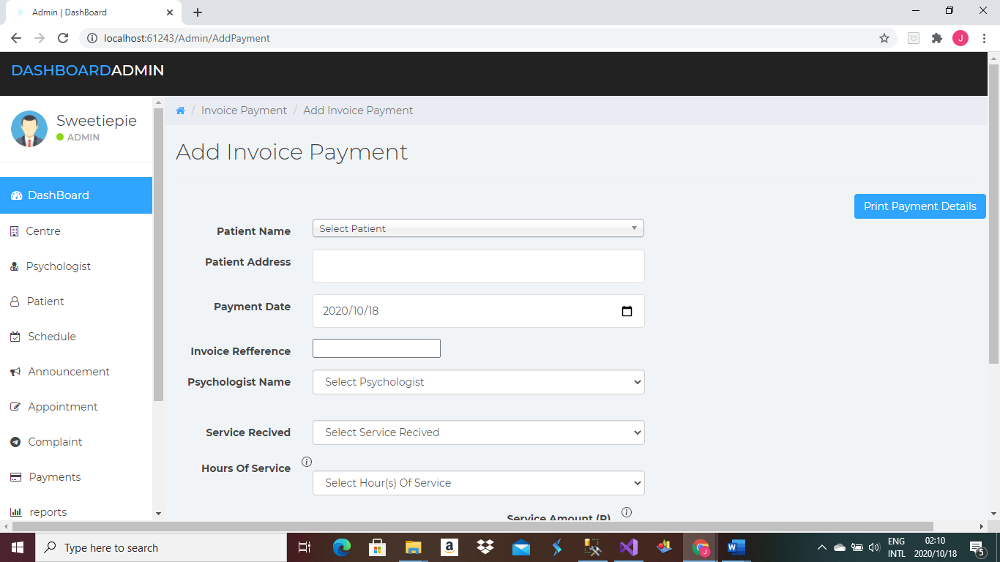 Admin | DashBoard
localhost:61243/Admin/AddPayment
J
DASHBOARDADMIN
Sweetiepie
ADMIN
/ Invoice Payment / Add Invoice Payment
Add Invoice Payment
DashBoard
Centre
Psychologist
Patient
Schedule
Announcement
Appointment
Complaint
Payments
reports
Print Payment Details
Patient Name Select Patient
Patient Address
Payment Date 2020/10/18
Invoice Refference
Psychologist Name Select Psychologist
Service Recived Select Service Recived
Hours Of Service Select Hour(s) Of Service
Service Amount (R)
Type here to search
a
J
W
ENG
INTL
02:10
2020/10/18
5